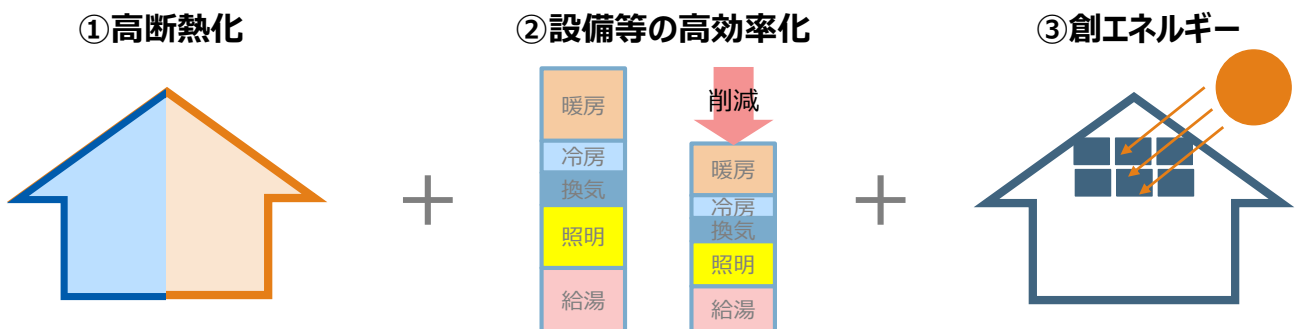 ①高断熱化
②設備等の高効率化
③創エネルギー
暖房
冷房
換気
照明
給湯
削減
暖房
冷房
換気
照明
給湯